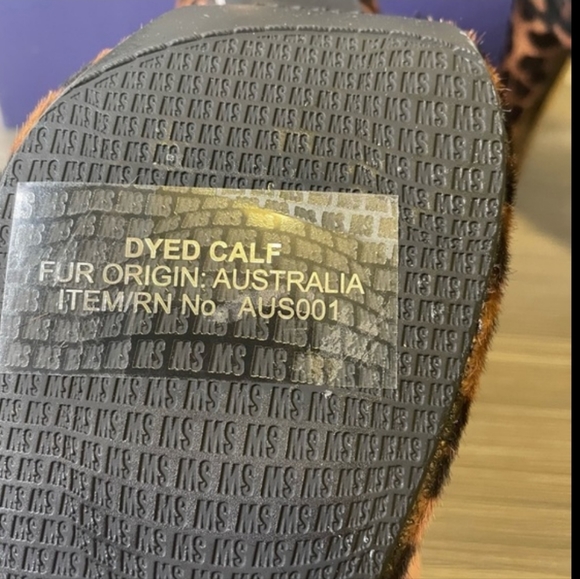 DYED CALF
FUR ORIGIN: AUSTRALIA
ITEM/RN No. AUS001